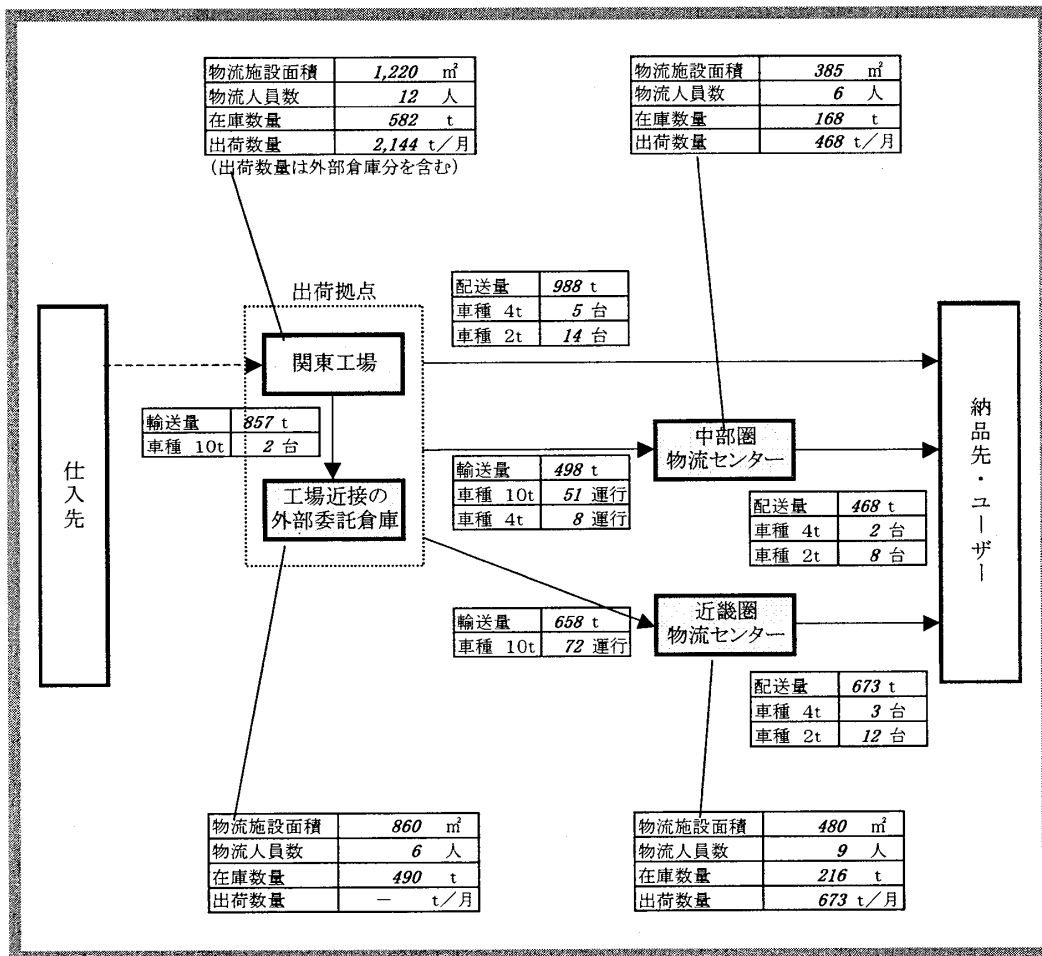 物流施設面積 1,220 ㎡
物流人員数 12 人
在庫数量 582 t
出荷数量 2,144 t/月
(出荷数量は外部倉庫分を含む)
物流施設面積 385 ㎡
物流人員数 6 人
在庫数量 168 t
出荷数量 468 t/月
出荷拠点
配送量 988 t
車種 4t 5 台
車種 2t 14 台
仕入先
関東工場
納品先・ユーザー
輸送量 857 t
車種 10t 2 台
中部圏
物流センター
工場近接の
外部委託倉庫
輸送量 498 t
車種 10t 51 運行
車種 4t 8 運行
配送量 468 t
車種 4t 2 台
車種 2t 8 台
輸送量 658 t
車種 10t 72 運行
近畿圏
物流センター
配送量 673 t
車種 4t 3 台
車種 2t 12 台
物流施設面積 860 ㎡
物流人員数 6 人
在庫数量 490 t
出荷数量 － t/月
物流施設面積 480 ㎡
物流人員数 9 人
在庫数量 216 t
出荷数量 673 t/月